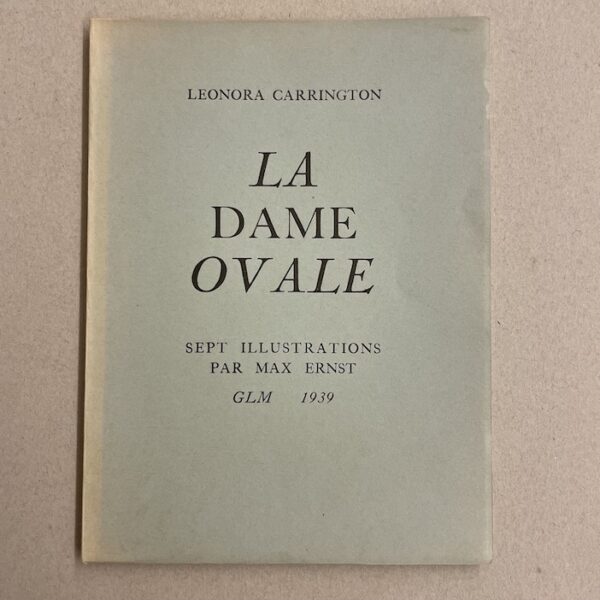 LEONORA CARRINGTON
LA
DAME
OVALE
SEPT ILLUSTRATIONS
PAR MAX ERNST
GLM 1939